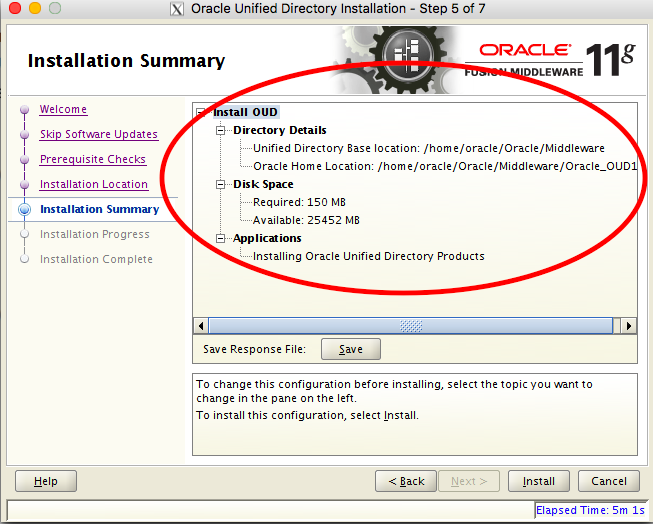 Oracle Unified Directory Installation - Step 5 of 7
Installation Summary
ORACLE
FUSION MIDDLEWARE
11g
Welcome
Skip Software Updates
Prerequisite Checks
Installation Location
Installation Summary
Installation Progress
Installation Complete
Install OUD
Directory Details
Unified Directory Base location: /home/oracle/Oracle/Middleware
Oracle Home Location: /home/oracle/Oracle/Middleware/Oracle_OUD1
Disk Space
Required: 150 MB
Available: 25452 MB
Applications
Installing Oracle Unified Directory Products
Save Response File: Save
To change this configuration before installing, select the topic you want to
change in the pane on the left.
To install this configuration, select Install.
Help < Back Next > Install Cancel
Elapsed Time: 5m 1s